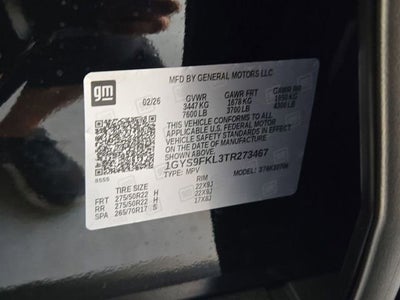 gm
MFD BY GENERAL MOTORS LLC
02/26 GVWR GAWR FRT GAWR RR
3447 KG 1678 KG 1950 KG
7600 LB 3700 LB 4300 LB
THIS VEHICLE CONFORMS TO ALL
APPLICABLE U.S. FEDERAL MOTOR
VEHICLE SAFETY STANDARDS IN
EFFECT ON THE DATE OF
MANUFACTURE SHOWN ABOVE.
1GYS9FKL3TR273467
TYPE: MPV MODEL:
TIRE SIZE RIM
FRT 275/50R22 H 22X9J
RR 275/50R22 H 22X9J
SPA 265/70R17 S 17X8J